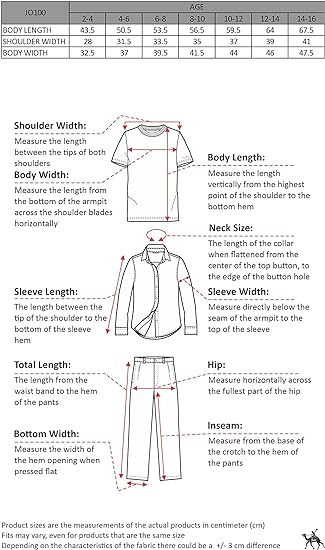 JO100 AGE
2-4 4-6 6-8 8-10 10-12 12-14 14-16
BODY LENGTH 43.5 50.5 53.5 56.5 59.5 64 67.5
SHOULDER WIDTH 28 31.5 33.5 35 37 39 41
BODY WIDTH 32.5 37 39.5 41.5 44 46 47.5
Shoulder Width:
Measure the length
between the tips of both
shoulders
Body Width:
Measure the length from
the bottom of the armpit
across the shoulder blades
horizontally
Body Length:
Measure the length
vertically from the highest
point of the shoulder to the
bottom hem
Neck Size:
The length of the collar
when flattened from the
center of the top button, to
the edge of the button hole
Sleeve Length:
The length between the
tip of the shoulder to the
bottom of the sleeve
hem
Sleeve Width:
Measure directly below the
seam of the armpit to the
top of the sleeve
Total Length:
The length from the
waist band to the hem
of the pants
Hip:
Measure horizontally across
the fullest part of the hip
Bottom Width:
Measure the width of
the hem opening when
pressed flat
Inseam:
Measure from the base of
the crotch to the hem of
the pants
Product sizes are the measurements of the actual products in centimeter (cm)
Fits may vary, even for products that are the same size
Depending on the characteristics of the fabric there could be a +/- 3 cm difference